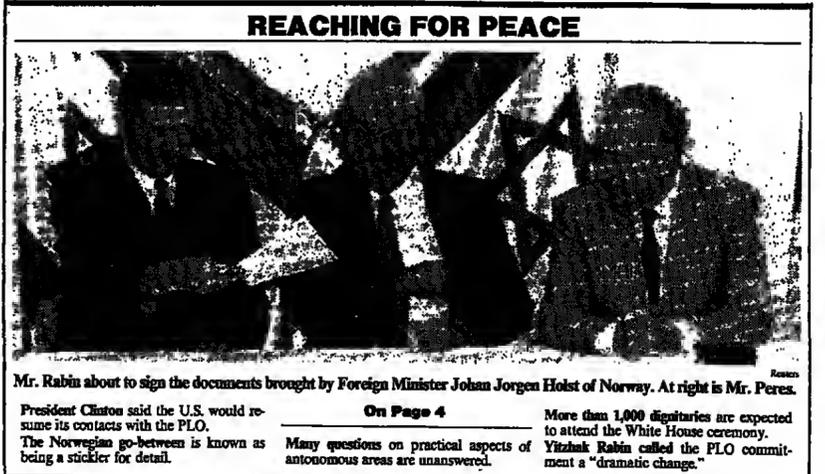 REACHING FOR PEACE
Reuters
Mr. Rabin about to sign the documents brought by Foreign Minister Johan Jorgen Holst of Norway. At right is Mr. Peres.
President Clinton said the U.S. would re-
sume its contacts with the PLO.
The Norwegian go-between is known as
being a stickler for detail.
On Page 4
Many questions on practical aspects of
autonomous areas are unanswered.
More than 1,000 dignitaries are expected
to attend the White House ceremony.
Yitzhak Rabin called the PLO commit-
ment a "dramatic change."